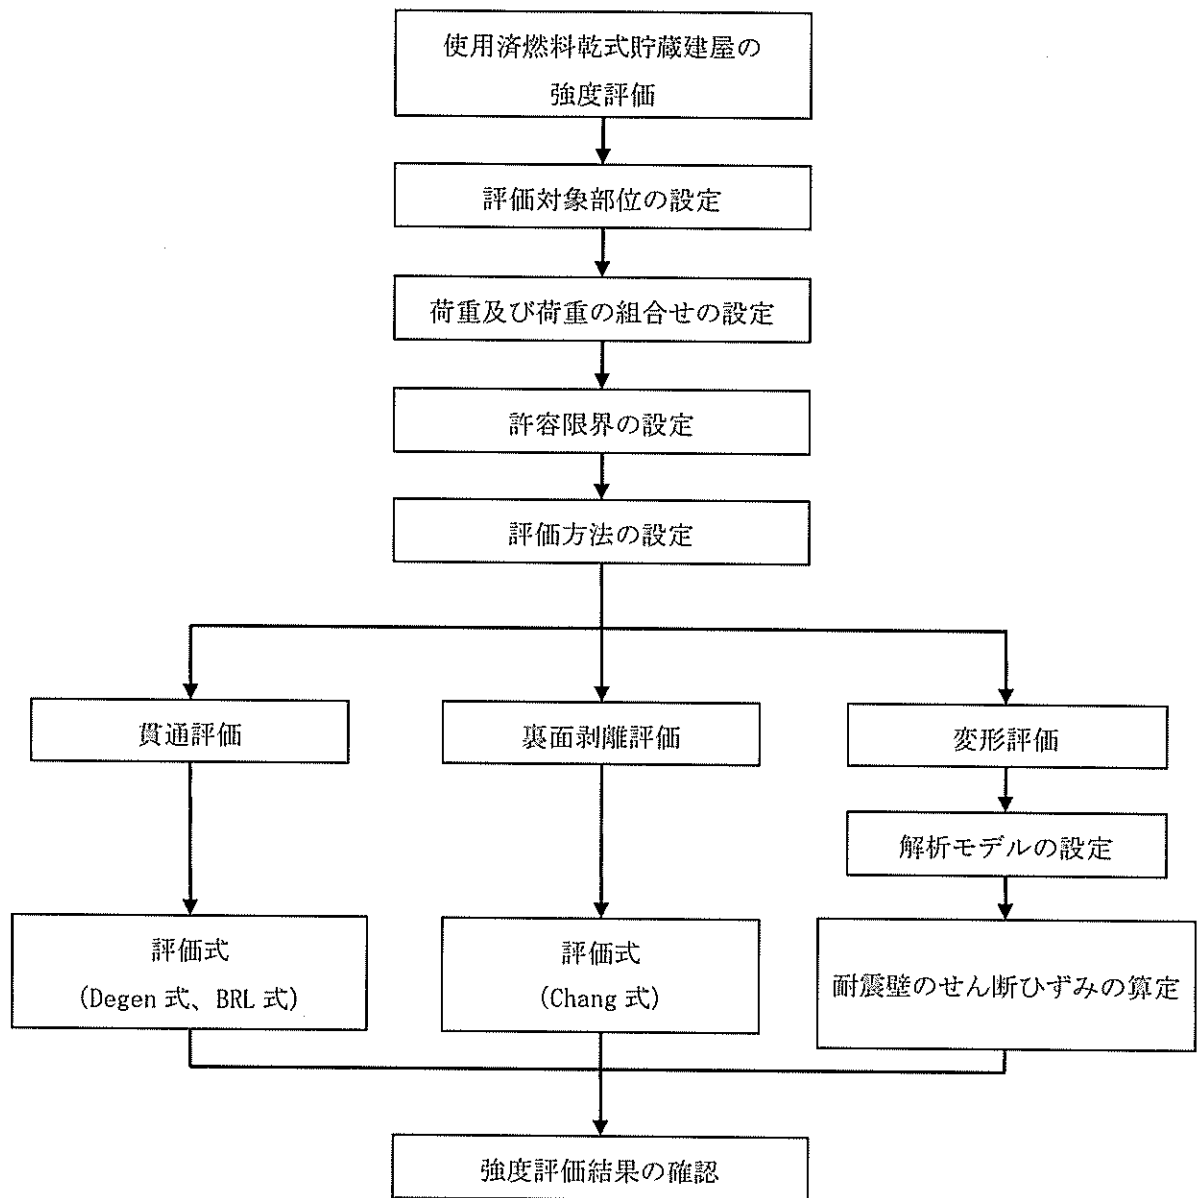 使用済燃料乾式貯蔵建屋の
強度評価
評価対象部位の設定
荷重及び荷重の組合せの設定
許容限界の設定
評価方法の設定
貫通評価
裏面剥離評価
変形評価
解析モデルの設定
評価式
(Degen 式、BRL 式)
評価式
(Chang 式)
耐震壁のせん断ひずみの算定
強度評価結果の確認